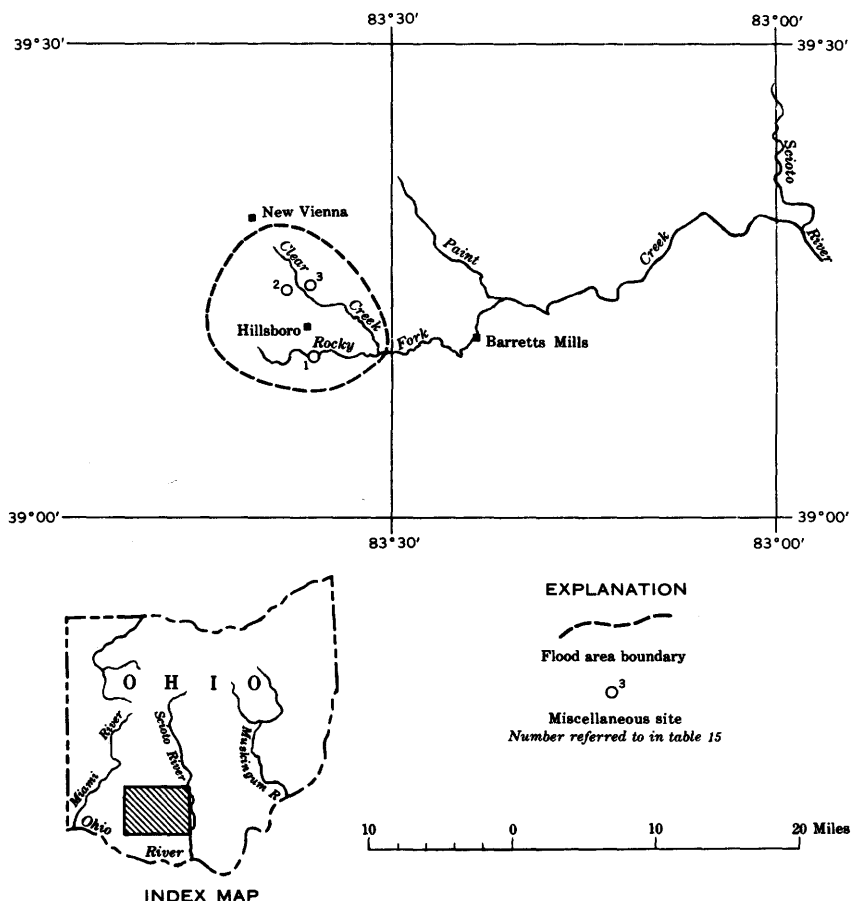 83°30′
83°00′
39°30′
39°30′
Scioto
River
New Vienna
Clear
Creek
Paint
Creek
2
3
Hillsboro
Rocky
Fork
1
Barretts Mills
39°00′
39°00′
83°30′
83°00′
OHIO
Miami
River
Scioto River
Muskingum R
Ohio
River
INDEX MAP
EXPLANATION
Flood area boundary
3
Miscellaneous site
Number referred to in table 15
10 0 10 20 Miles